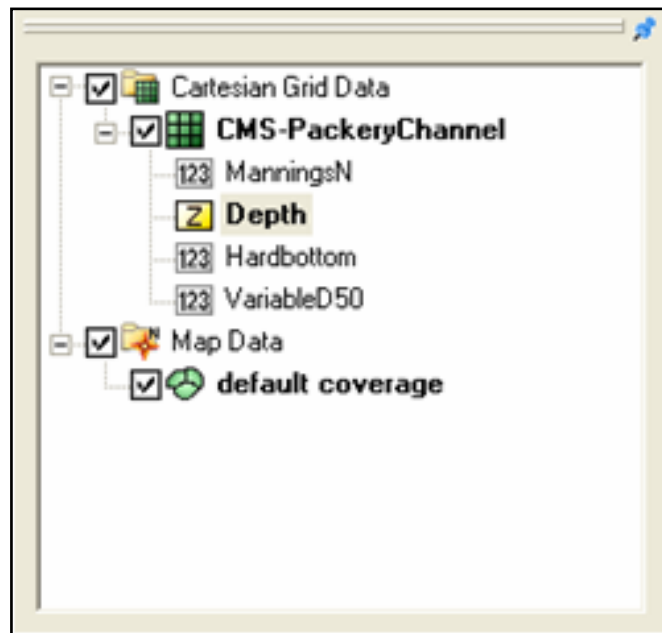 Cartesian Grid Data
CMS-PackeryChannel
123 ManningsN
Z Depth
123 Hardbottom
123 VariableD50
N Map Data
default coverage